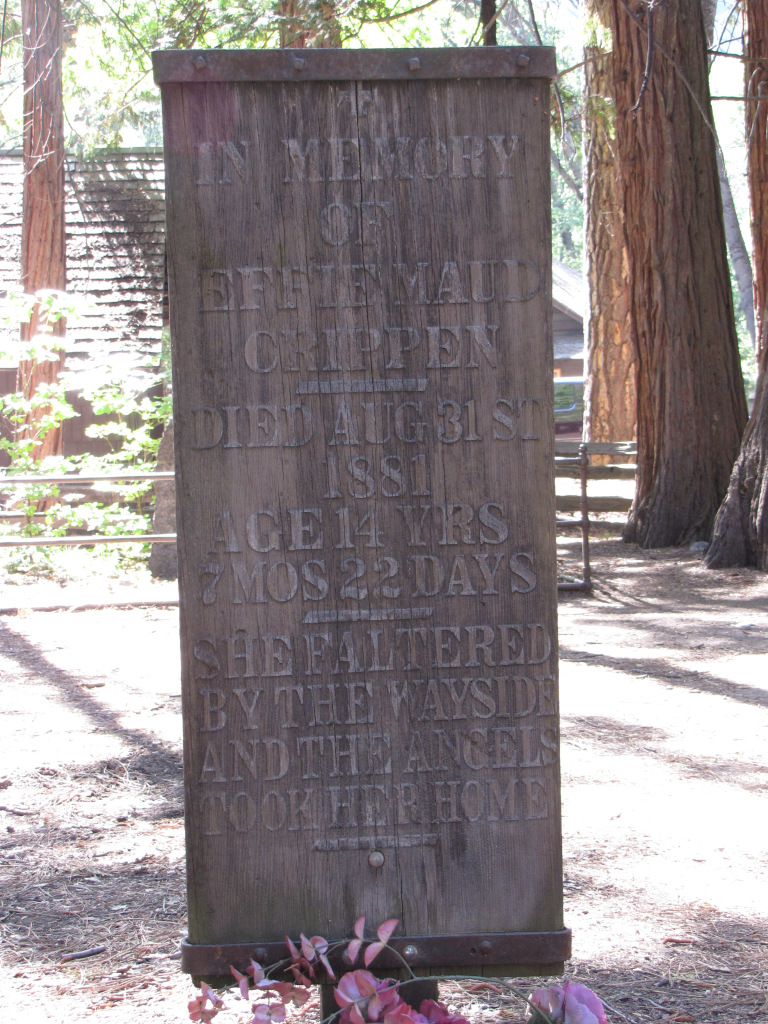 IN MEMORY
OF
EFFIE MAUD
CRIPPEN
DIED AUG 31 ST
1881
AGE 14 YRS
7 MOS 22 DAYS
SHE FALTERED
BY THE WAYSIDE
AND THE ANGELS
TOOK HER HOME